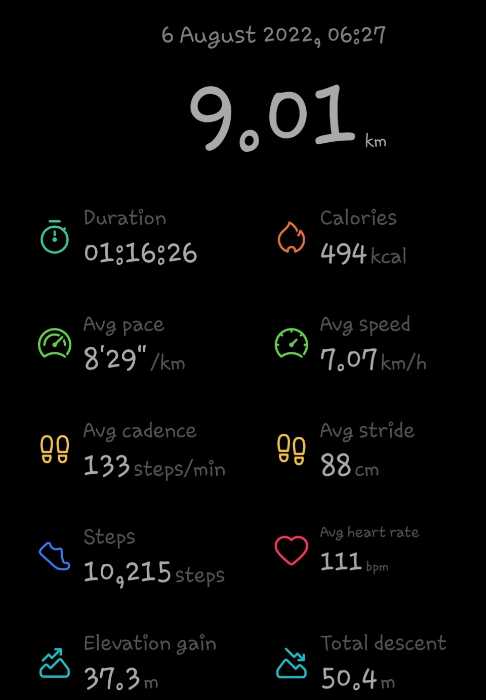 6 August 2022, 06:27
9.01 km
Duration
01:16:26
Calories
494 kcal
Avg pace
8'29" /km
Avg speed
7.07 km/h
Avg cadence
133 steps/min
Avg stride
88 cm
Steps
10,215 steps
Avg heart rate
111 bpm
Elevation gain
37.3 m
Total descent
50.4 m